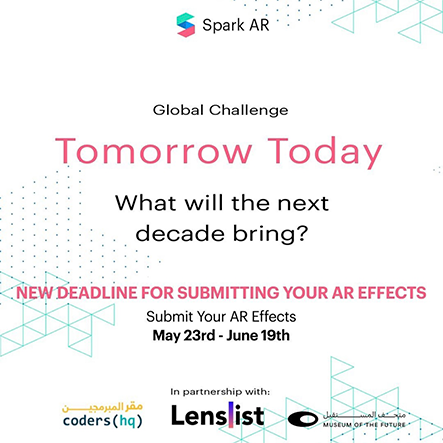 Spark AR
Global Challenge
Tomorrow Today
What will the next
decade bring?
NEW DEADLINE FOR SUBMITTING YOUR AR EFFECTS
Submit Your AR Effects
May 23rd - June 19th
In partnership with:
مقر المبرمجين
coders(hq)
Lenslist
متحف المستقبل
MUSEUM OF THE FUTURE